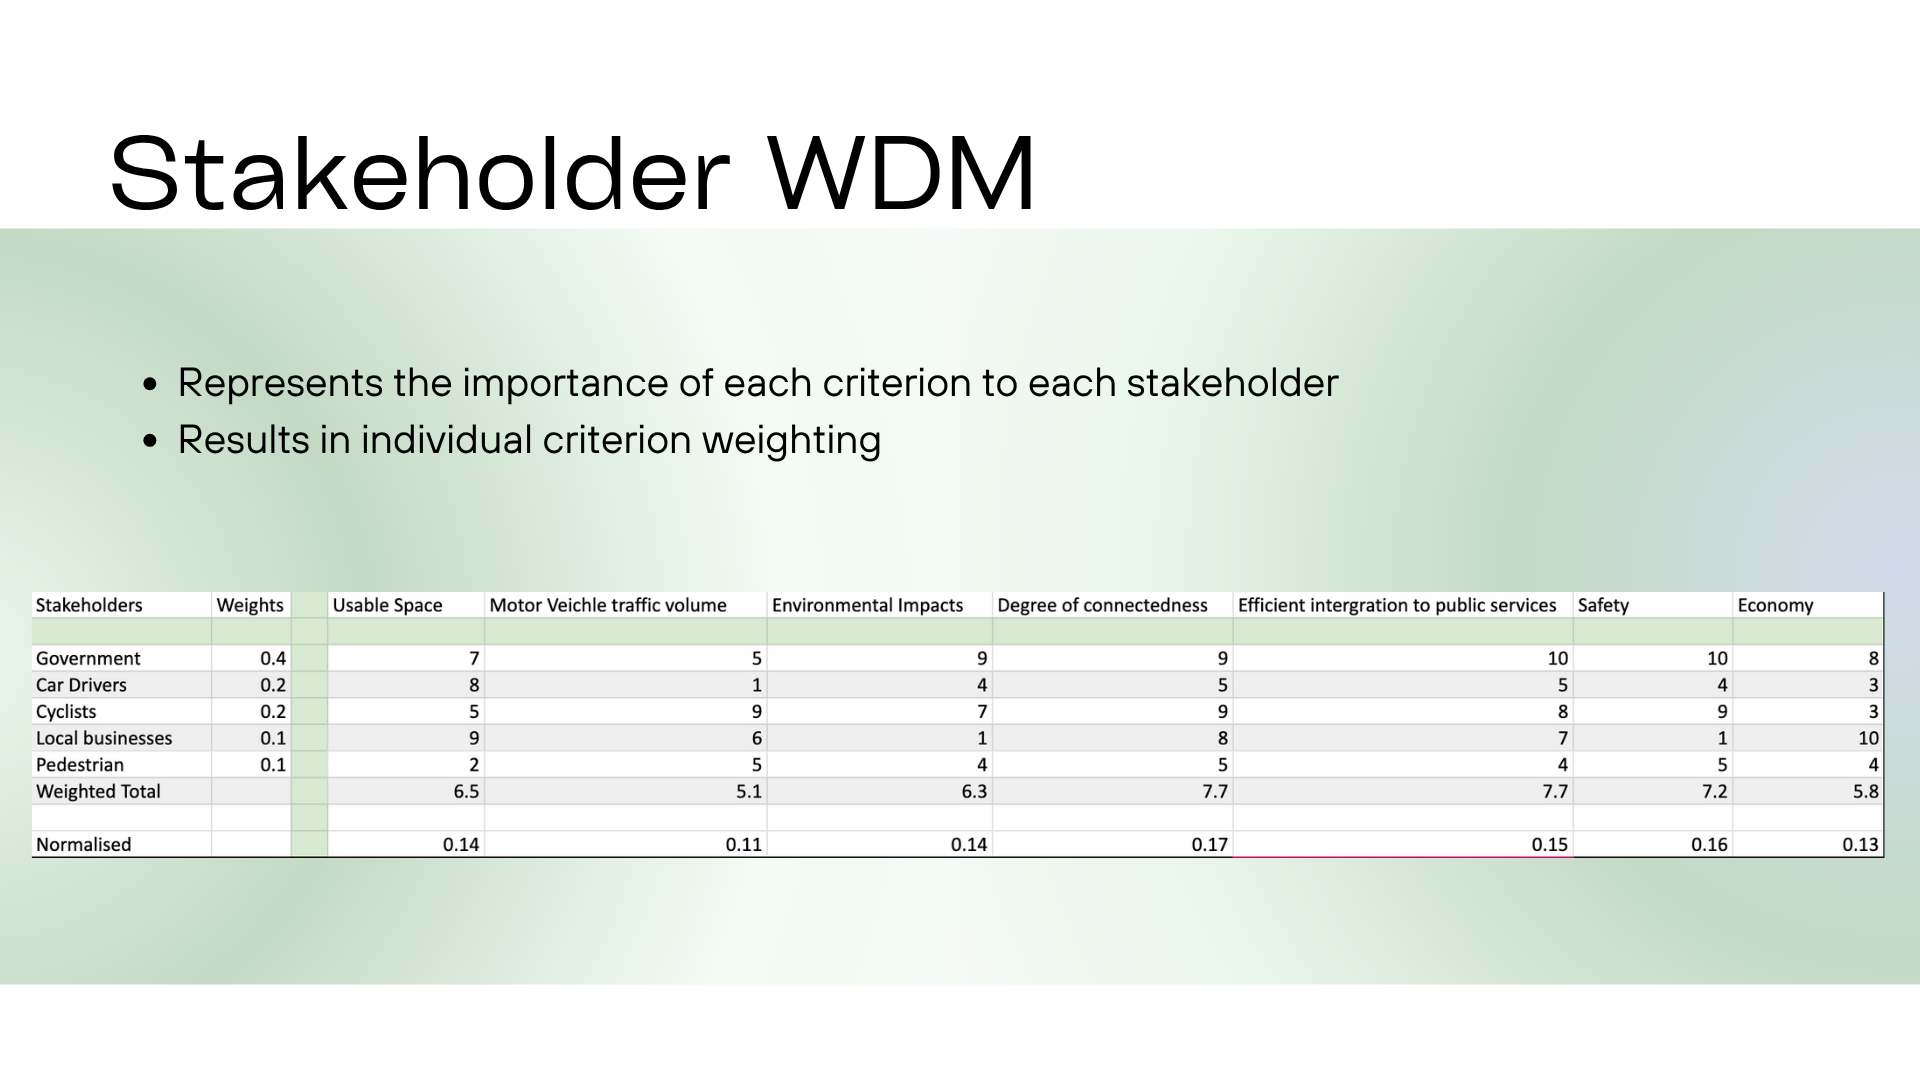 Stakeholder WDM
• Represents the importance of each criterion to each stakeholder
• Results in individual criterion weighting
Stakeholders Weights Usable Space Motor Veichle traffic volume Environmental Impacts Degree of connectedness Efficient intergration to public services Safety Economy
Government 0.4 7 5 9 9 10 10 8
Car Drivers 0.2 8 1 4 5 5 4 3
Cyclists 0.2 5 9 7 9 8 9 3
Local businesses 0.1 9 6 1 8 7 1 10
Pedestrian 0.1 2 5 4 5 4 5 4
Weighted Total 6.5 5.1 6.3 7.7 7.7 7.2 5.8
Normalised 0.14 0.11 0.14 0.17 0.15 0.16 0.13